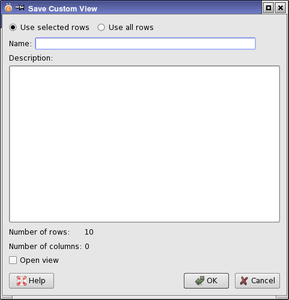 Save Custom View
Use selected rows Use all rows
Name:
Description:
Number of rows: 10
Number of columns: 0
Open view
Help OK Cancel